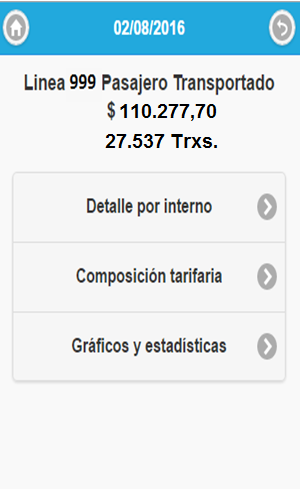 02/08/2016
Linea 999 Pasajero Transportado
$ 110.277,70
27.537 Trxs.
Detalle por interno
Composición tarifaria
Gráficos y estadísticas